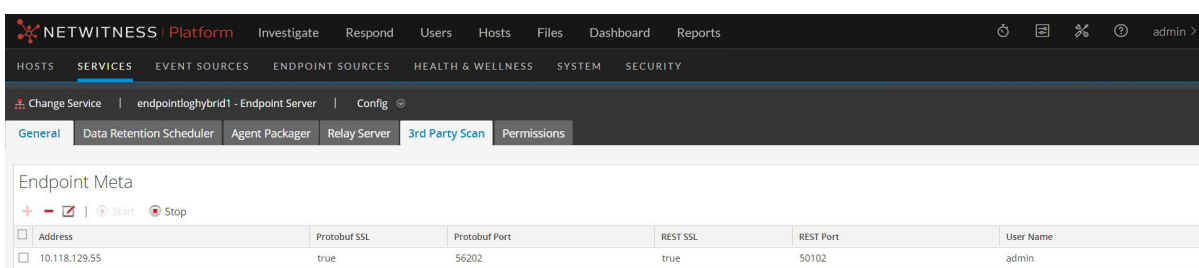 NETWITNESS Platform Investigate Respond Users Hosts Files Dashboard Reports admin >
HOSTS SERVICES EVENT SOURCES ENDPOINT SOURCES HEALTH & WELLNESS SYSTEM SECURITY
Change Service | endpointloghybrid1 - Endpoint Server | Config
General Data Retention Scheduler Agent Packager Relay Server 3rd Party Scan Permissions
Endpoint Meta
Start Stop
Address Protobuf SSL Protobuf Port REST SSL REST Port User Name
10.118.129.55 true 56202 true 50102 admin